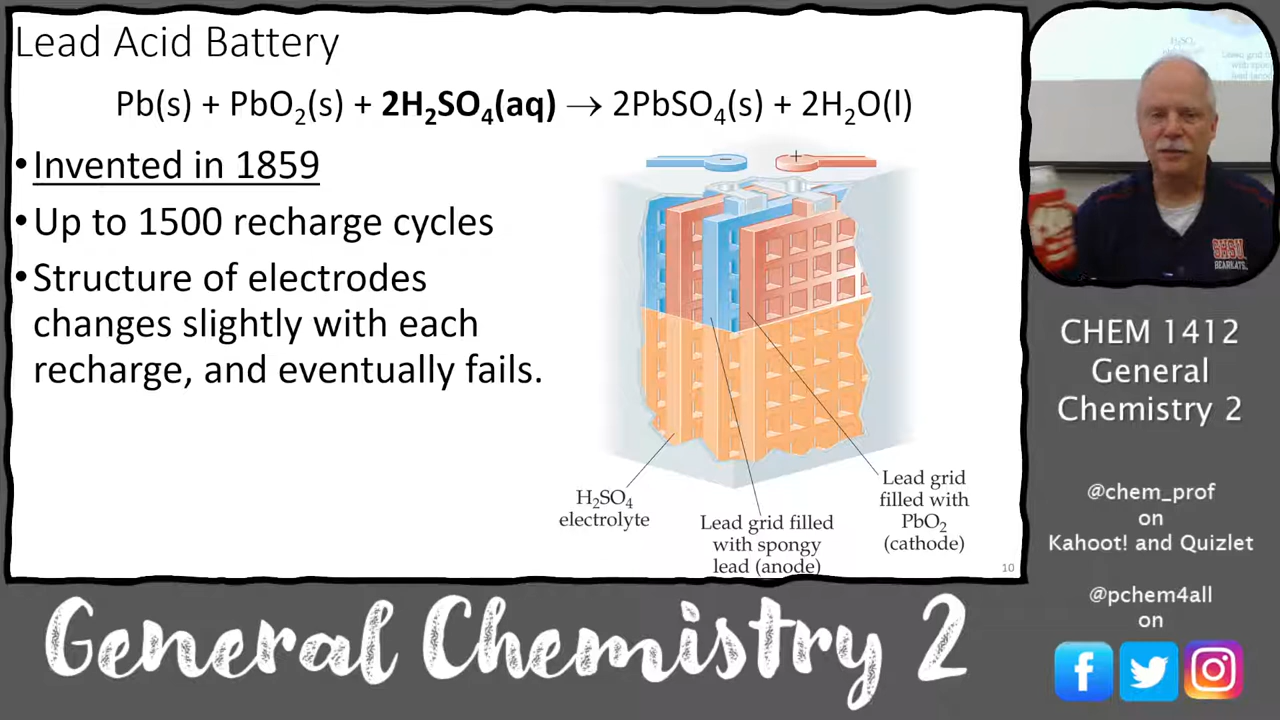 Lead Acid Battery
Pb(s) + PbO₂(s) + 2H₂SO₄(aq) → 2PbSO₄(s) + 2H₂O(l)
•Invented in 1859
•Up to 1500 recharge cycles
•Structure of electrodes
changes slightly with each
recharge, and eventually fails.
−
+
H₂SO₄
electrolyte
Lead grid filled
with spongy
lead (anode)
Lead grid
filled with
PbO₂
(cathode)
10
SHSU
BEARKATS
CHEM 1412
General
Chemistry 2
@chem_prof
on
Kahoot! and Quizlet
@pchem4all
on
General Chemistry 2